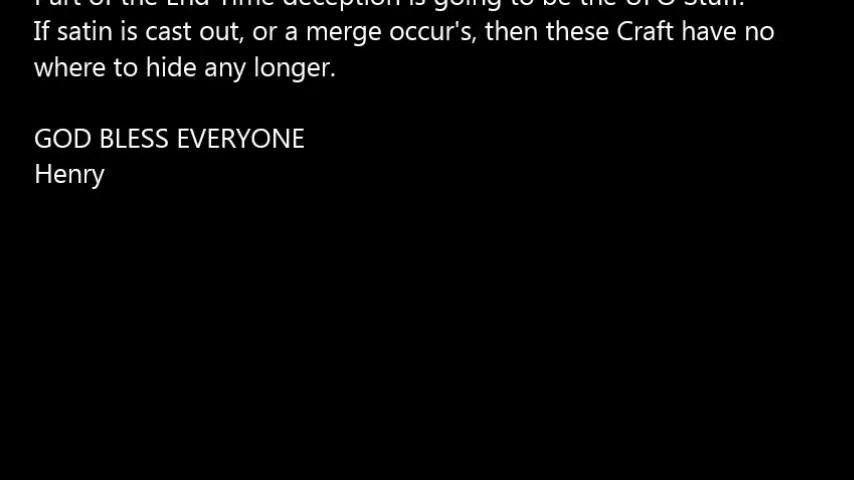 Part of the End Time deception is going to be the UFO Stuff.
If satin is cast out, or a merge occur's, then these Craft have no
where to hide any longer.
GOD BLESS EVERYONE
Henry